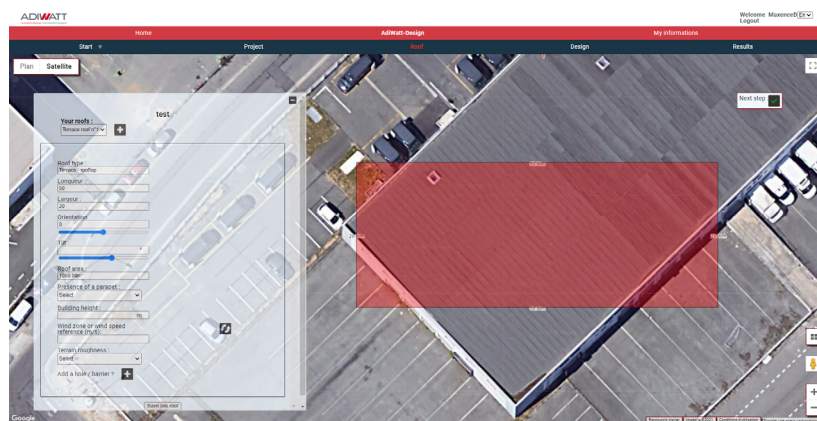 ADIWATT
Welcome MaxenceB En
Logout
Home
AdiWatt-Design
My informations
Start
Project
Roof
Design
Results
Plan Satellite
Next step
test
Your roofs :
Terrace roof n°1
Roof type :
Terrace rooftop
Longueur :
50
Largeur :
20
Orientation
0
Tilt :
°
Roof area :
1000
Presence of a parapet :
Select
Building height :
m
Wind zone or wind speed
reference (m/s):
Terrain roughness :
Select
Add a hole / barrier ?
Save this roof
Google